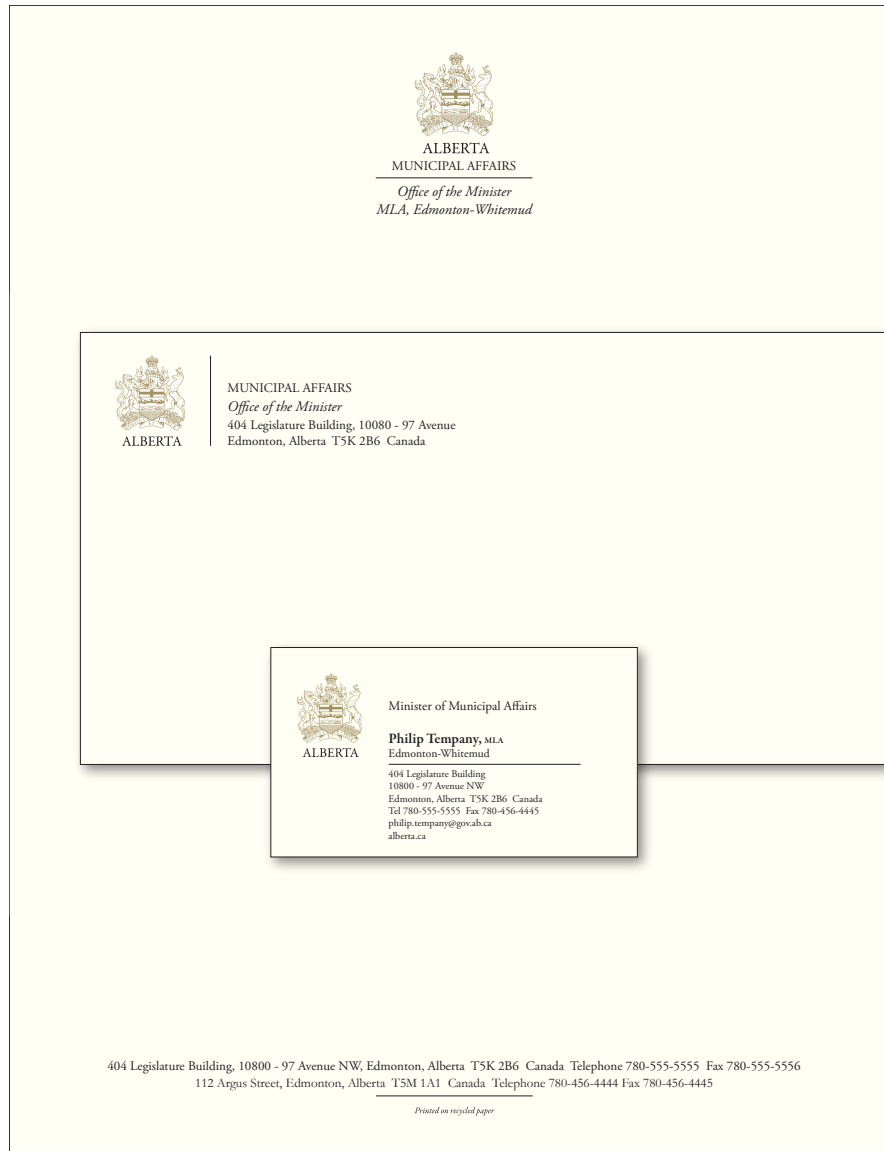 ALBERTA
MUNICIPAL AFFAIRS
Office of the Minister
MLA, Edmonton-Whitemud
ALBERTA
MUNICIPAL AFFAIRS
Office of the Minister
404 Legislature Building, 10080 - 97 Avenue
Edmonton, Alberta T5K 2B6 Canada
ALBERTA
Minister of Municipal Affairs
Philip Tempany, MLA
Edmonton-Whitemud
404 Legislature Building
10800 - 97 Avenue NW
Edmonton, Alberta T5K 2B6 Canada
Tel 780-555-5555 Fax 780-456-4445
philip.tempany@gov.ab.ca
alberta.ca
404 Legislature Building, 10800 - 97 Avenue NW, Edmonton, Alberta T5K 2B6 Canada Telephone 780-555-5555 Fax 780-555-5556
112 Argus Street, Edmonton, Alberta T5M 1A1 Canada Telephone 780-456-4444 Fax 780-456-4445
Printed on recycled paper